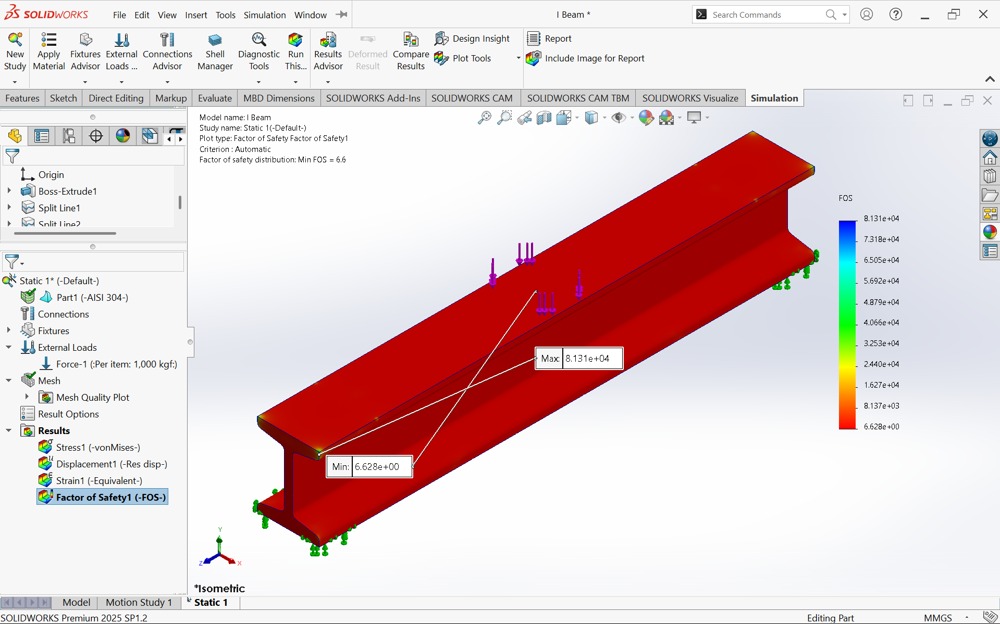 SOLIDWORKS
File Edit View Insert Tools Simulation Window
I Beam *
Search Commands
New Study
Apply Material
Fixtures Advisor
External Loads ...
Connections Advisor
Shell Manager
Diagnostic Tools
Run This...
Results Advisor
Deformed Result
Compare Results
Design Insight
Plot Tools
Report
Include Image for Report
Features Sketch Direct Editing Markup Evaluate MBD Dimensions SOLIDWORKS Add-Ins SOLIDWORKS CAM SOLIDWORKS CAM TBM SOLIDWORKS Visualize Simulation
Origin
Boss-Extrude1
Split Line1
Split Line2
Static 1* (-Default-)
Part1 (-AISI 304-)
Connections
Fixtures
External Loads
Force-1 (:Per item: 1,000 kgf:)
Mesh
Mesh Quality Plot
Result Options
Results
Stress1 (-vonMises-)
Displacement1 (-Res disp-)
Strain1 (-Equivalent-)
Factor of Safety1 (-FOS-)
Model name: I Beam
Study name: Static 1(-Default-)
Plot type: Factor of Safety Factor of Safety1
Criterion : Automatic
Factor of safety distribution: Min FOS = 6.6
FOS
8.131e+04
7.318e+04
6.505e+04
5.692e+04
4.879e+04
4.066e+04
3.253e+04
2.440e+04
1.627e+04
8.137e+03
6.628e+00
Max: 8.131e+04
Min: 6.628e+00
Y
Z
X
*Isometric
Model Motion Study 1 Static 1
SOLIDWORKS Premium 2025 SP1.2
Editing Part
MMGS